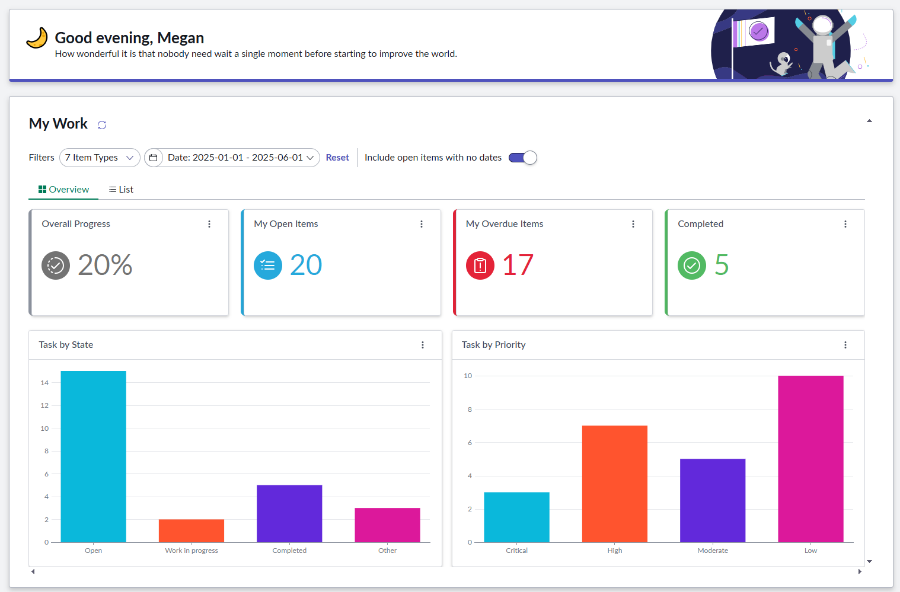 Good evening, Megan
How wonderful it is that nobody need wait a single moment before starting to improve the world.
My Work
Filters 7 Item Types Date: 2025-01-01 - 2025-06-01 Reset Include open items with no dates
Overview List
Overall Progress
20%
My Open Items
20
My Overdue Items
17
Completed
5
Task by State
14
12
10
8
6
4
2
0
Open Work in progress Completed Other
Task by Priority
10
8
6
4
2
0
Critical High Moderate Low